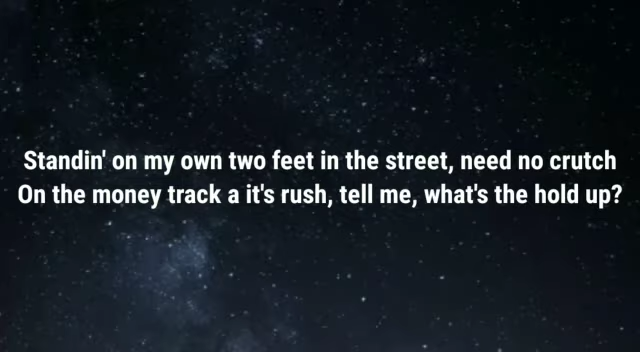 Standin' on my own two feet in the street, need no crutch
On the money track a it's rush, tell me, what's the hold up?